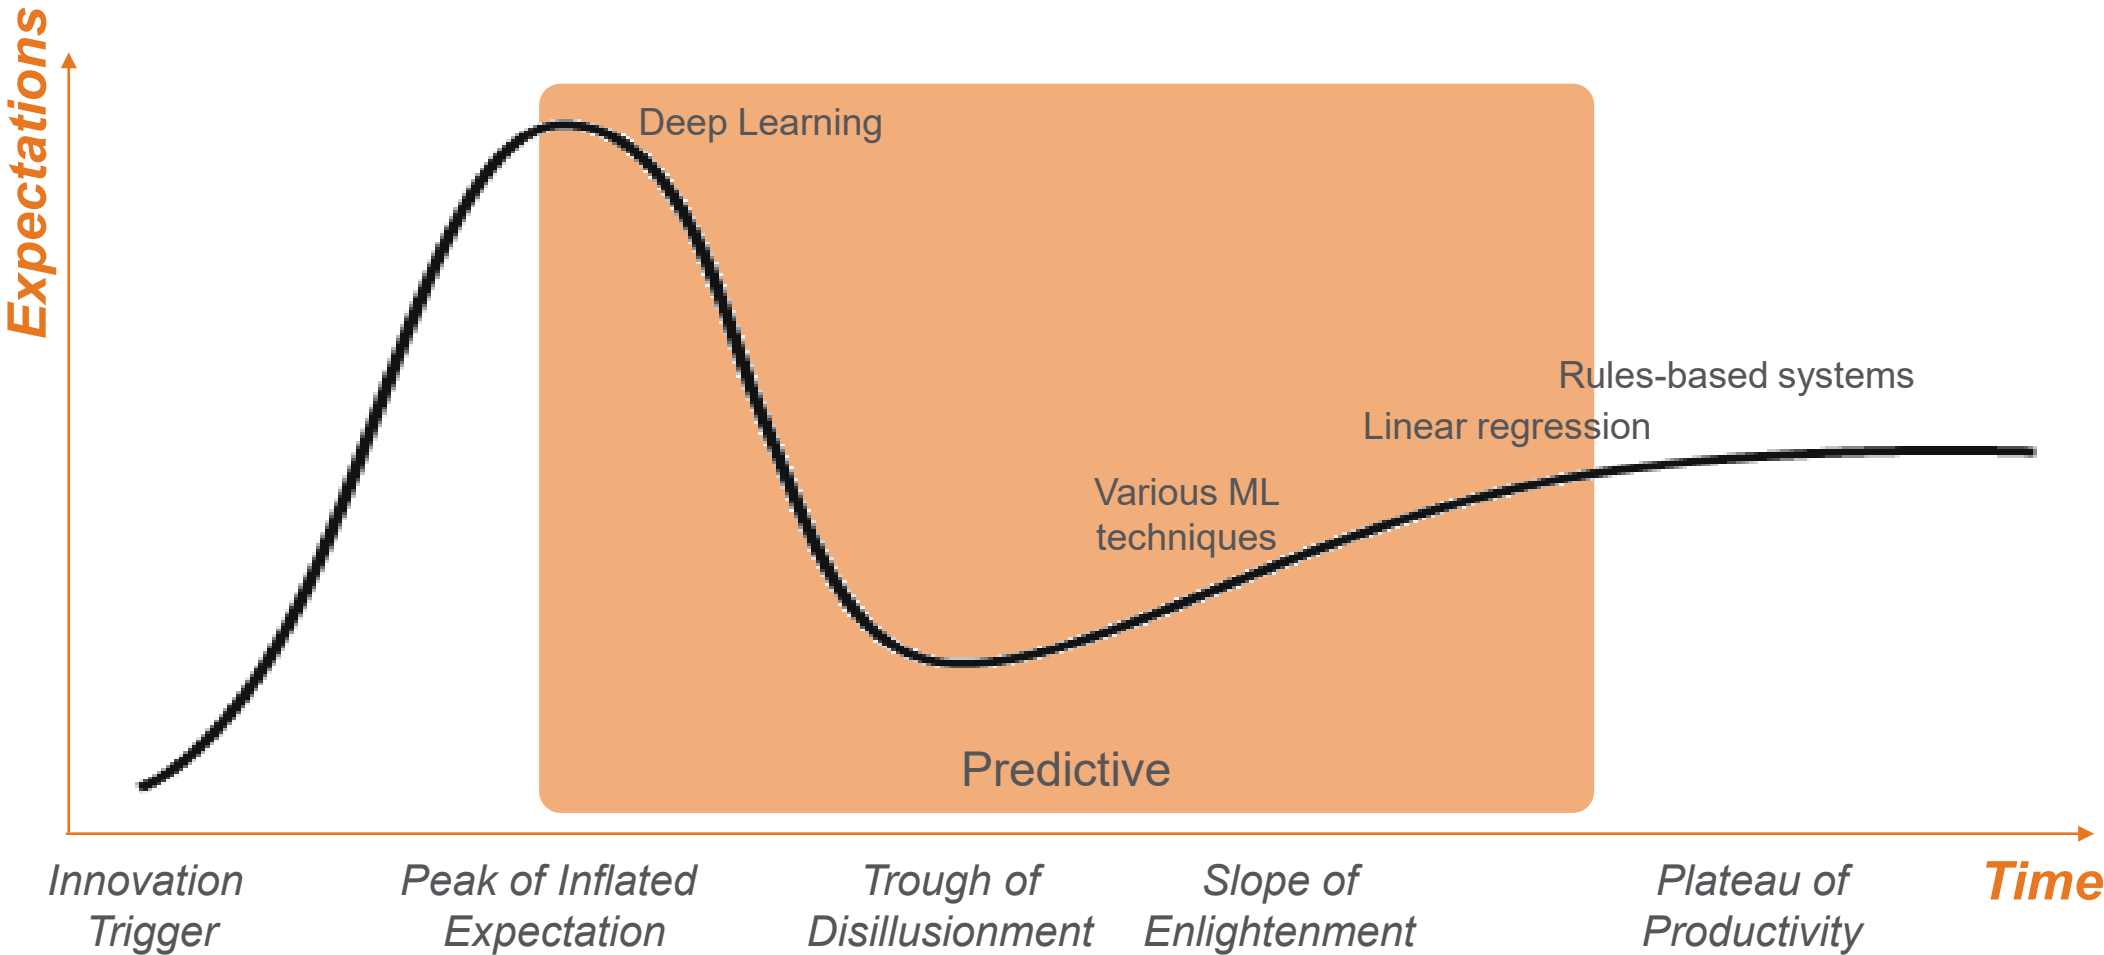 Expectations
Deep Learning
Rules-based systems
Linear regression
Various ML
techniques
Predictive
Innovation
Trigger
Peak of Inflated
Expectation
Trough of
Disillusionment
Slope of
Enlightenment
Plateau of
Productivity
Time